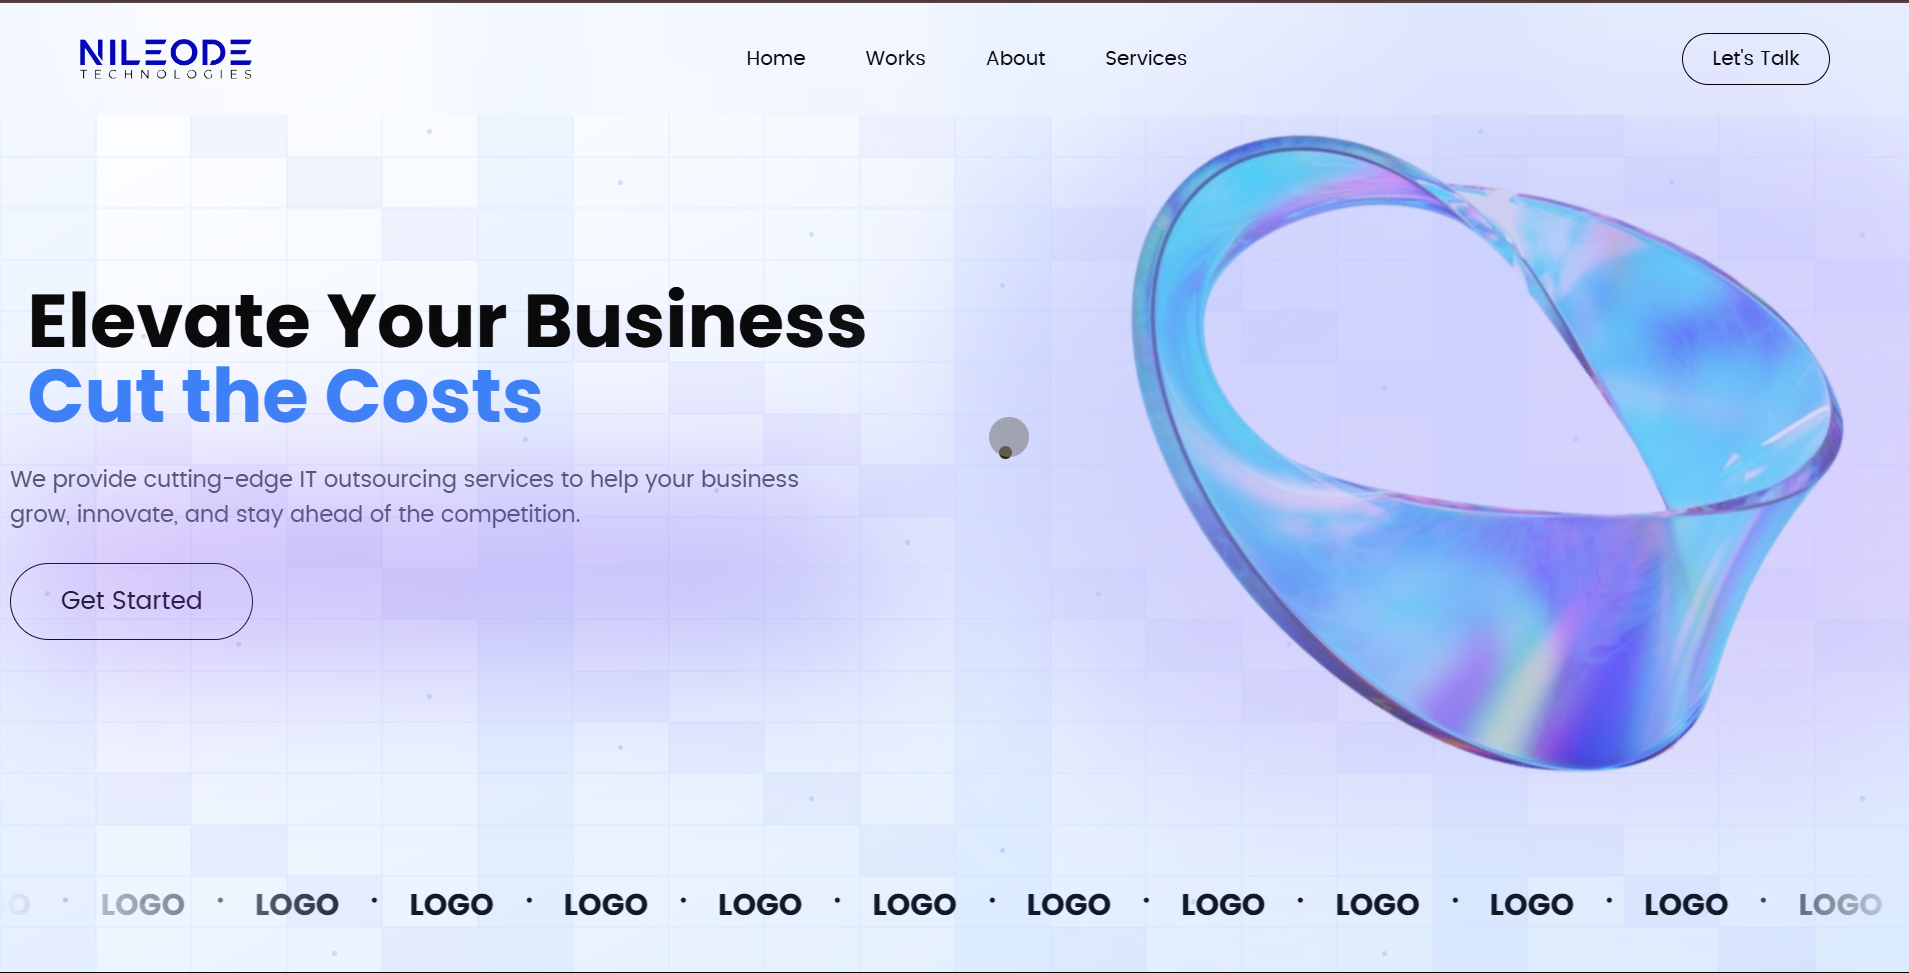 NILEODE
TECHNOLOGIES
Home
Works
About
Services
Let's Talk
Elevate Your Business
Cut the Costs
We provide cutting-edge IT outsourcing services to help your business
grow, innovate, and stay ahead of the competition.
Get Started
GO · LOGO · LOGO · LOGO · LOGO · LOGO · LOGO · LOGO · LOGO · LOGO · LOGO · LOGO · LOGO